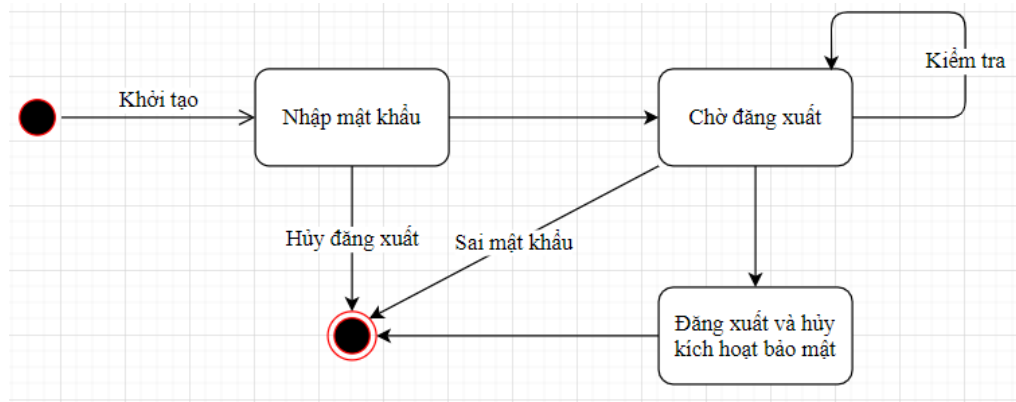 Kiểm tra
Khởi tạo
Nhập mật khẩu
Chờ đăng xuất
Hủy đăng xuất
Sai mật khẩu
Đăng xuất và hủy
kích hoạt bảo mật